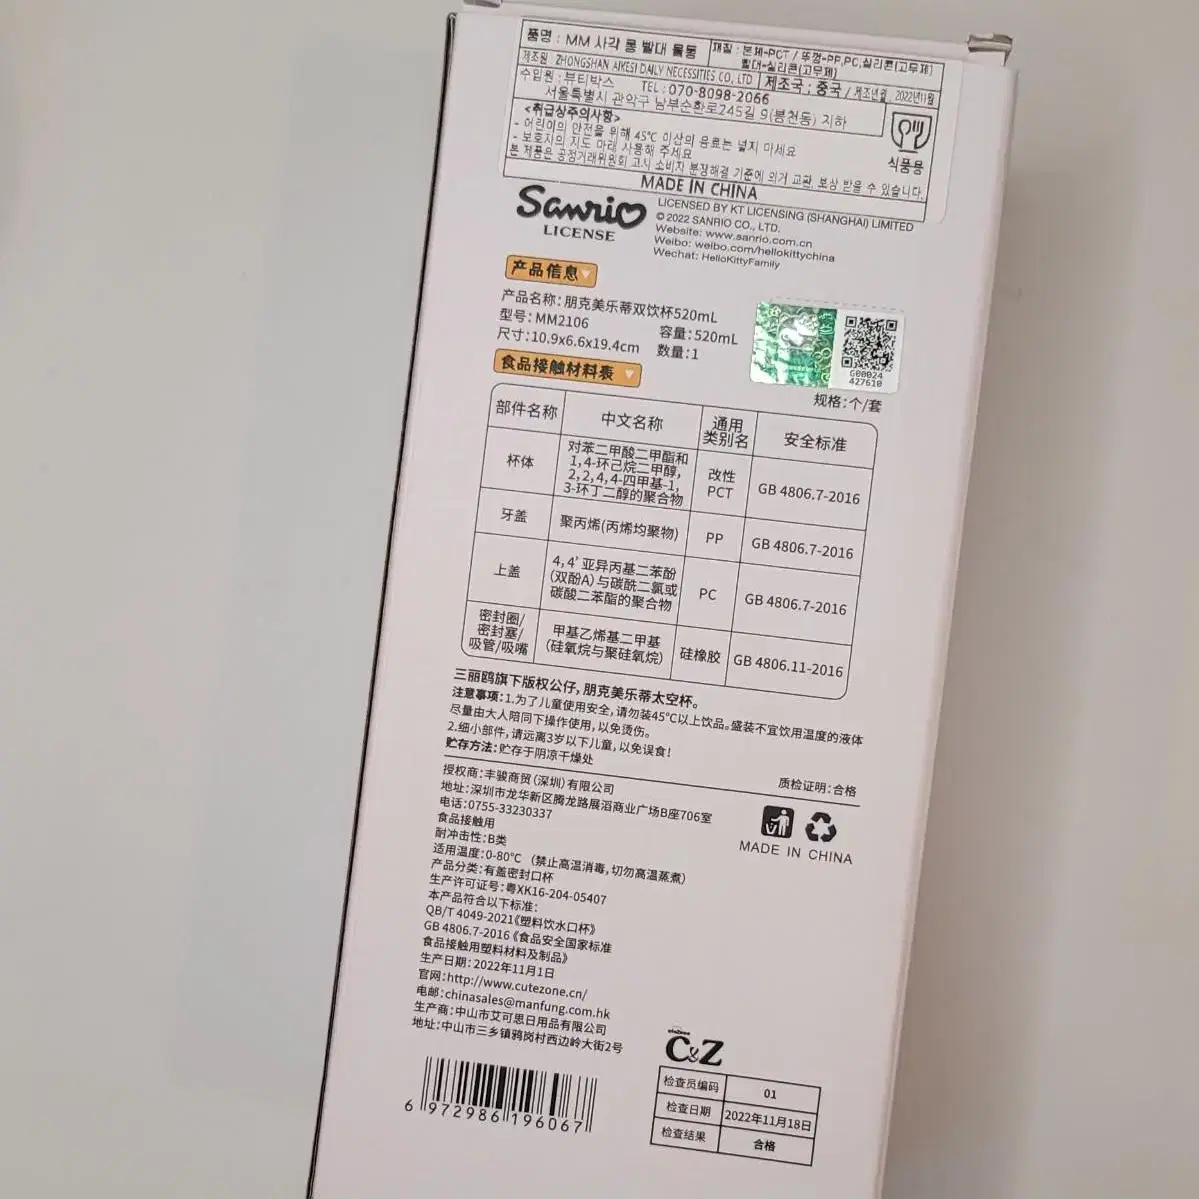 품명 : MM 사각 롱 빨대 물통
재질 : 본체-PCT / 뚜껑-PP,PC,실리콘(고무제)
빨대-실리콘(고무제)
제조원 : ZHONGSHAN AIKESI DAILY NECESSITIES CO., LTD
제조국 : 중국 / 제조년월 : 2022년11월
수입원 : 뷰티박스 TEL : 070-8098-2066
서울특별시 관악구 남부순환로245길 9(봉천동) 지하
<취급상주의사항>
- 어린이의 안전을 위해 45℃ 이상의 음료는 넣지 마세요
- 보호자의 지도 아래 사용해 주세요
본 제품은 공정거래위원회 고시 소비자 분쟁해결 기준에 의거 교환, 보상 받을 수 있습니다.
식품용
MADE IN CHINA
Sanrio
LICENSE
LICENSED BY KT LICENSING (SHANGHAI) LIMITED
© 2022 SANRIO CO., LTD.
Website: www.sanrio.com.cn
Weibo: weibo.com/hellokittychina
Wechat: HelloKittyFamily
产品信息
产品名称: 朋克美乐蒂双饮杯520mL
型号: MM2106 容量: 520mL
尺寸: 10.9x6.6x19.4cm 数量: 1
G00024
427610
规格: 个/套
食品接触材料表
部件名称 中文名称 通用类别名 安全标准
杯体 对苯二甲酸二甲酯和1,4-环己烷二甲醇, 2,2,4,4-四甲基-1,3-环丁二醇的聚合物 改性PCT GB 4806.7-2016
牙盖 聚丙烯(丙烯均聚物) PP GB 4806.7-2016
上盖 4,4' 亚异丙基二苯酚(双酚A)与碳酰二氯或碳酸二苯酯的聚合物 PC GB 4806.7-2016
密封圈/密封塞/吸管/吸嘴 甲基乙烯基二甲基(硅氧烷与聚硅氧烷) 硅橡胶 GB 4806.11-2016
三丽鸥旗下版权公仔, 朋克美乐蒂太空杯。
注意事项: 1.为了儿童使用安全, 请勿装45℃以上饮品。盛装不宜饮用温度的液体
尽量由大人陪同下操作使用, 以免烫伤。
2.细小部件, 请远离3岁以下儿童, 以免误食!
贮存方法: 贮存于阴凉干燥处
质检证明: 合格
授权商: 丰骏商贸(深圳)有限公司
地址: 深圳市龙华新区腾龙路展滔商业广场B座706室
电话: 0755-33230337
食品接触用
耐冲击性: B类
适用温度: 0-80℃ (禁止高温消毒, 切勿高温蒸煮)
产品分类: 有盖密封口杯
生产许可证号: 粤XK16-204-05407
本产品符合以下标准:
QB/T 4049-2021《塑料饮水口杯》
GB 4806.7-2016《食品安全国家标准
食品接触用塑料材料及制品》
生产日期: 2022年11月1日
官网: http://www.cutezone.cn/
电邮: chinasales@manfung.com.hk
生产商: 中山市艾可思日用品有限公司
地址: 中山市三乡镇鸦岗村西边岭大街2号
MADE IN CHINA
6 972986 196067
C&Z
检查员编码 01
检查日期 2022年11月18日
检查结果 合格